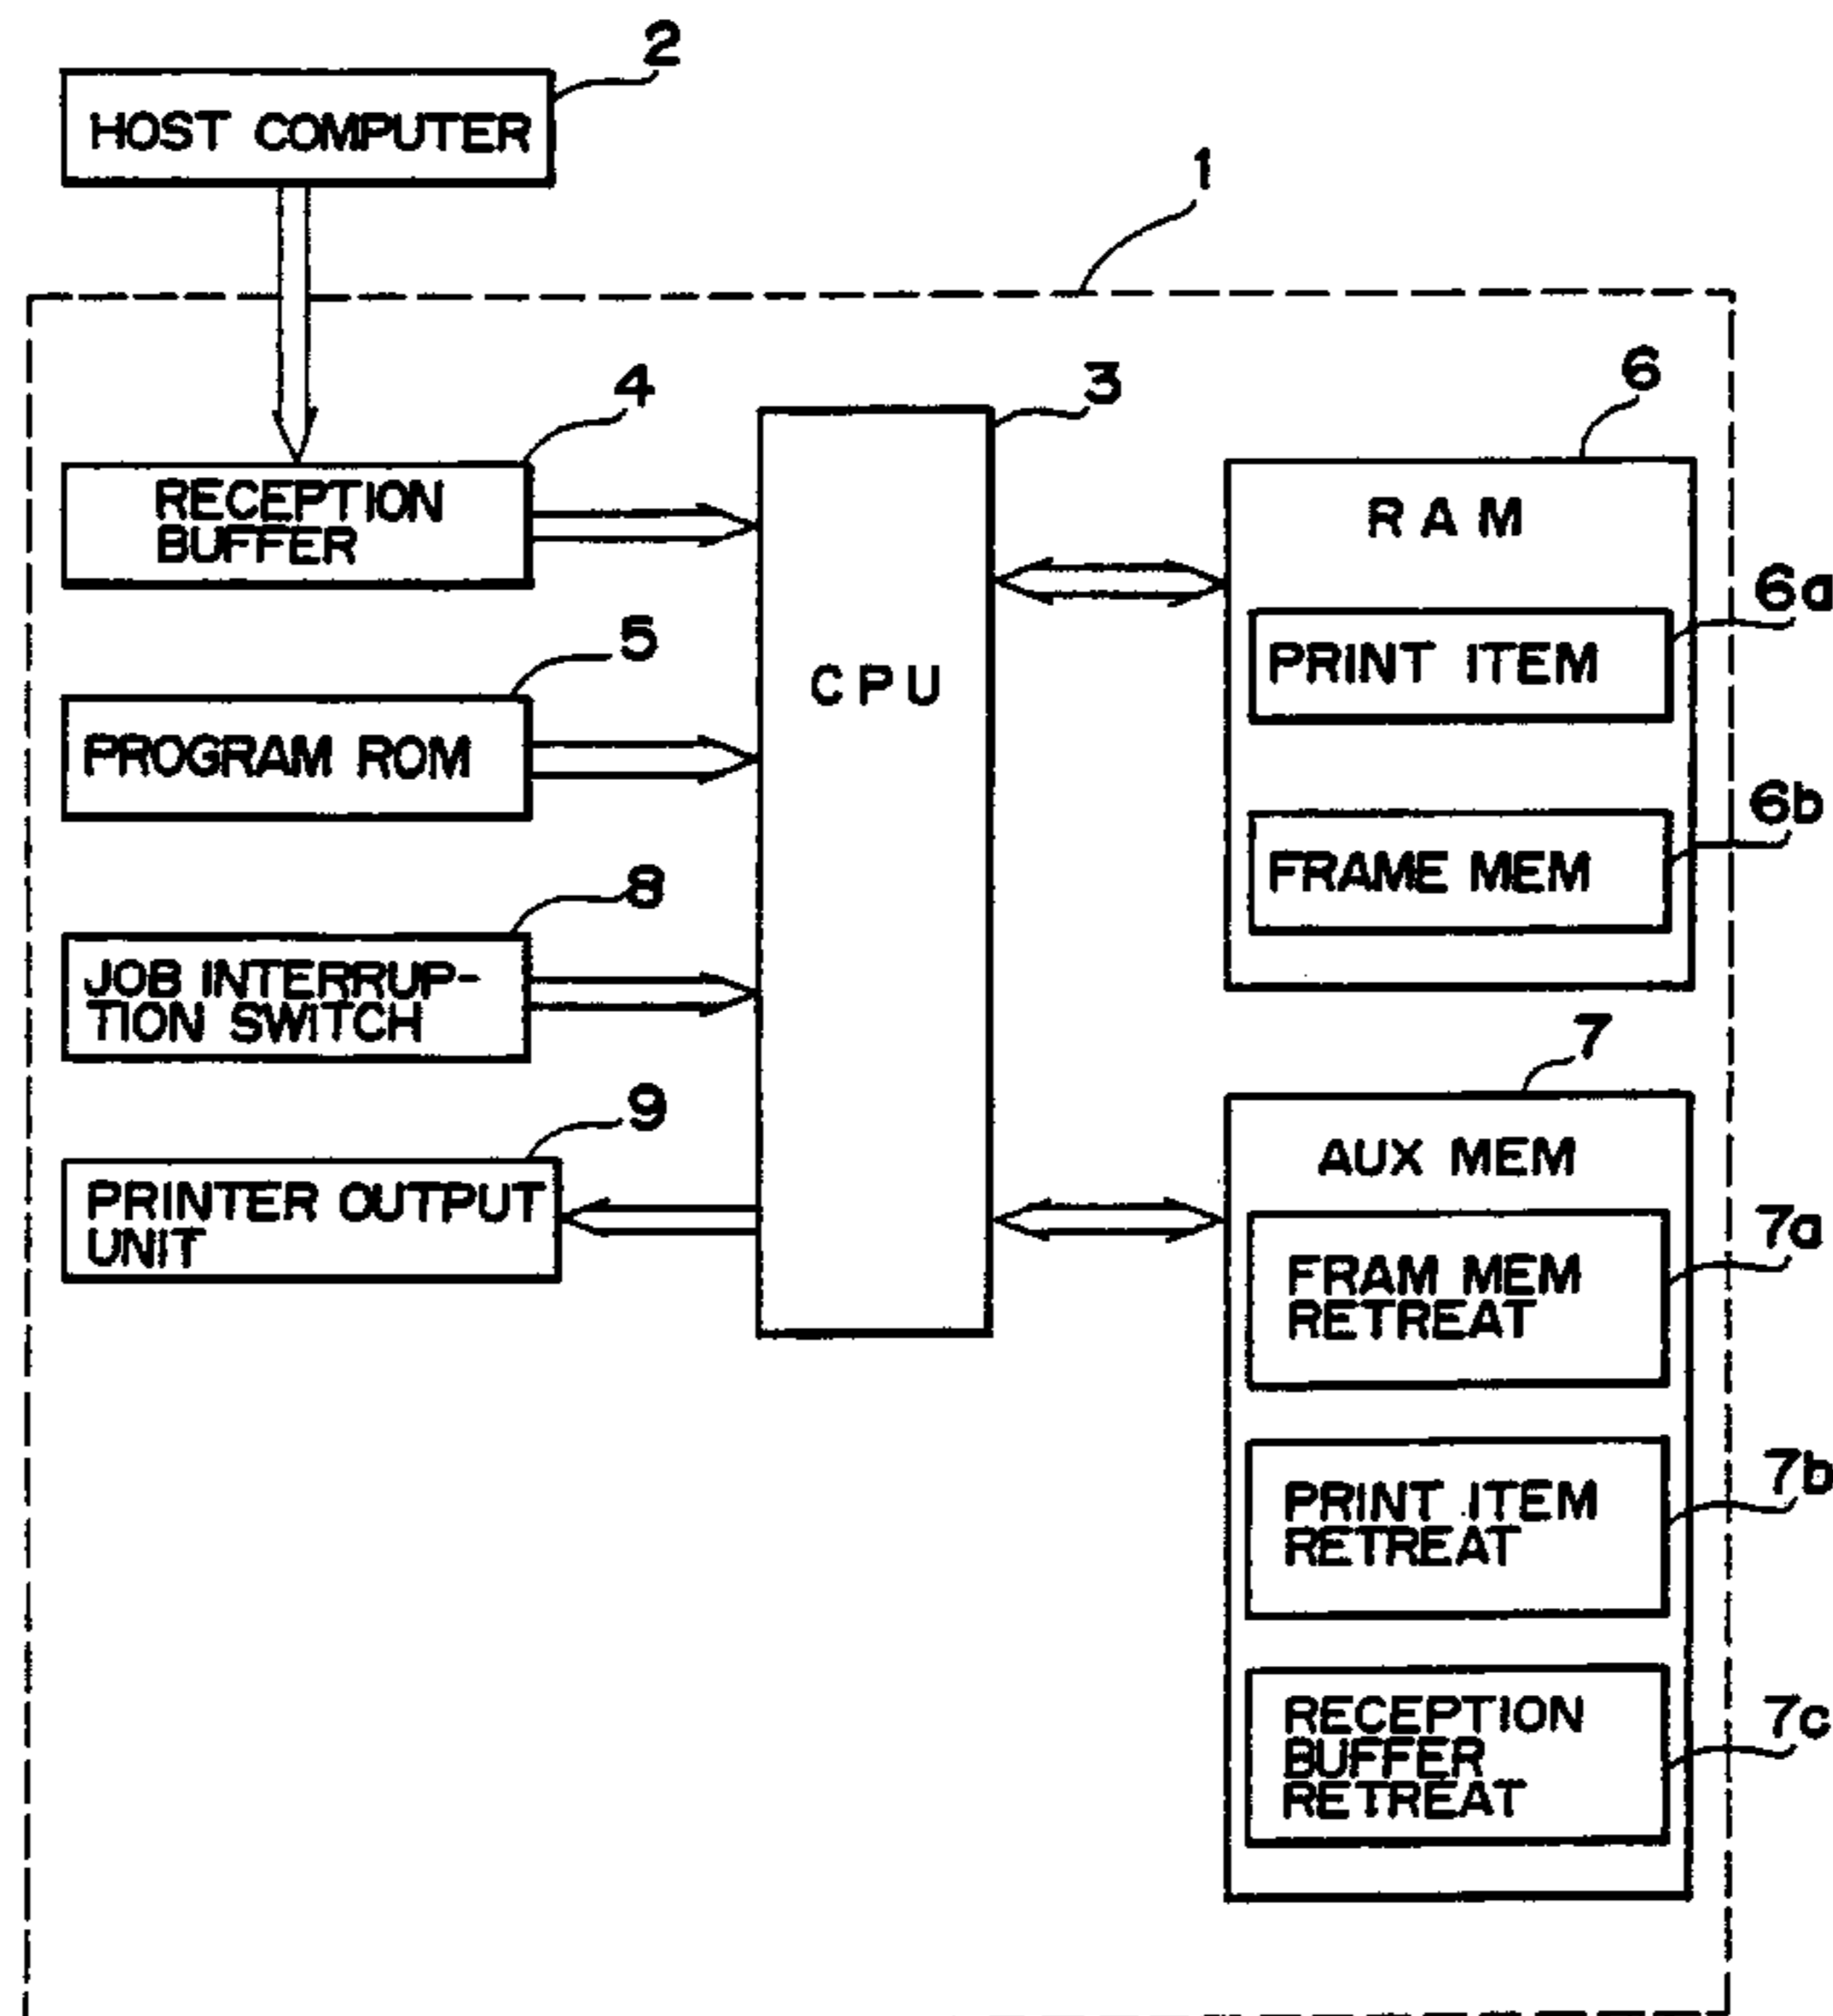 2
HOST COMPUTER
1
4
3
6
RECEPTION
BUFFER
RAM
6a
5
PRINT ITEM
CPU
PROGRAM ROM
6b
FRAME MEM
8
JOB INTERRUP-
TION SWITCH
7
9
AUX MEM
PRINTER OUTPUT
UNIT
7a
FRAM MEM
RETREAT
7b
PRINT ITEM
RETREAT
7c
RECEPTION
BUFFER
RETREAT